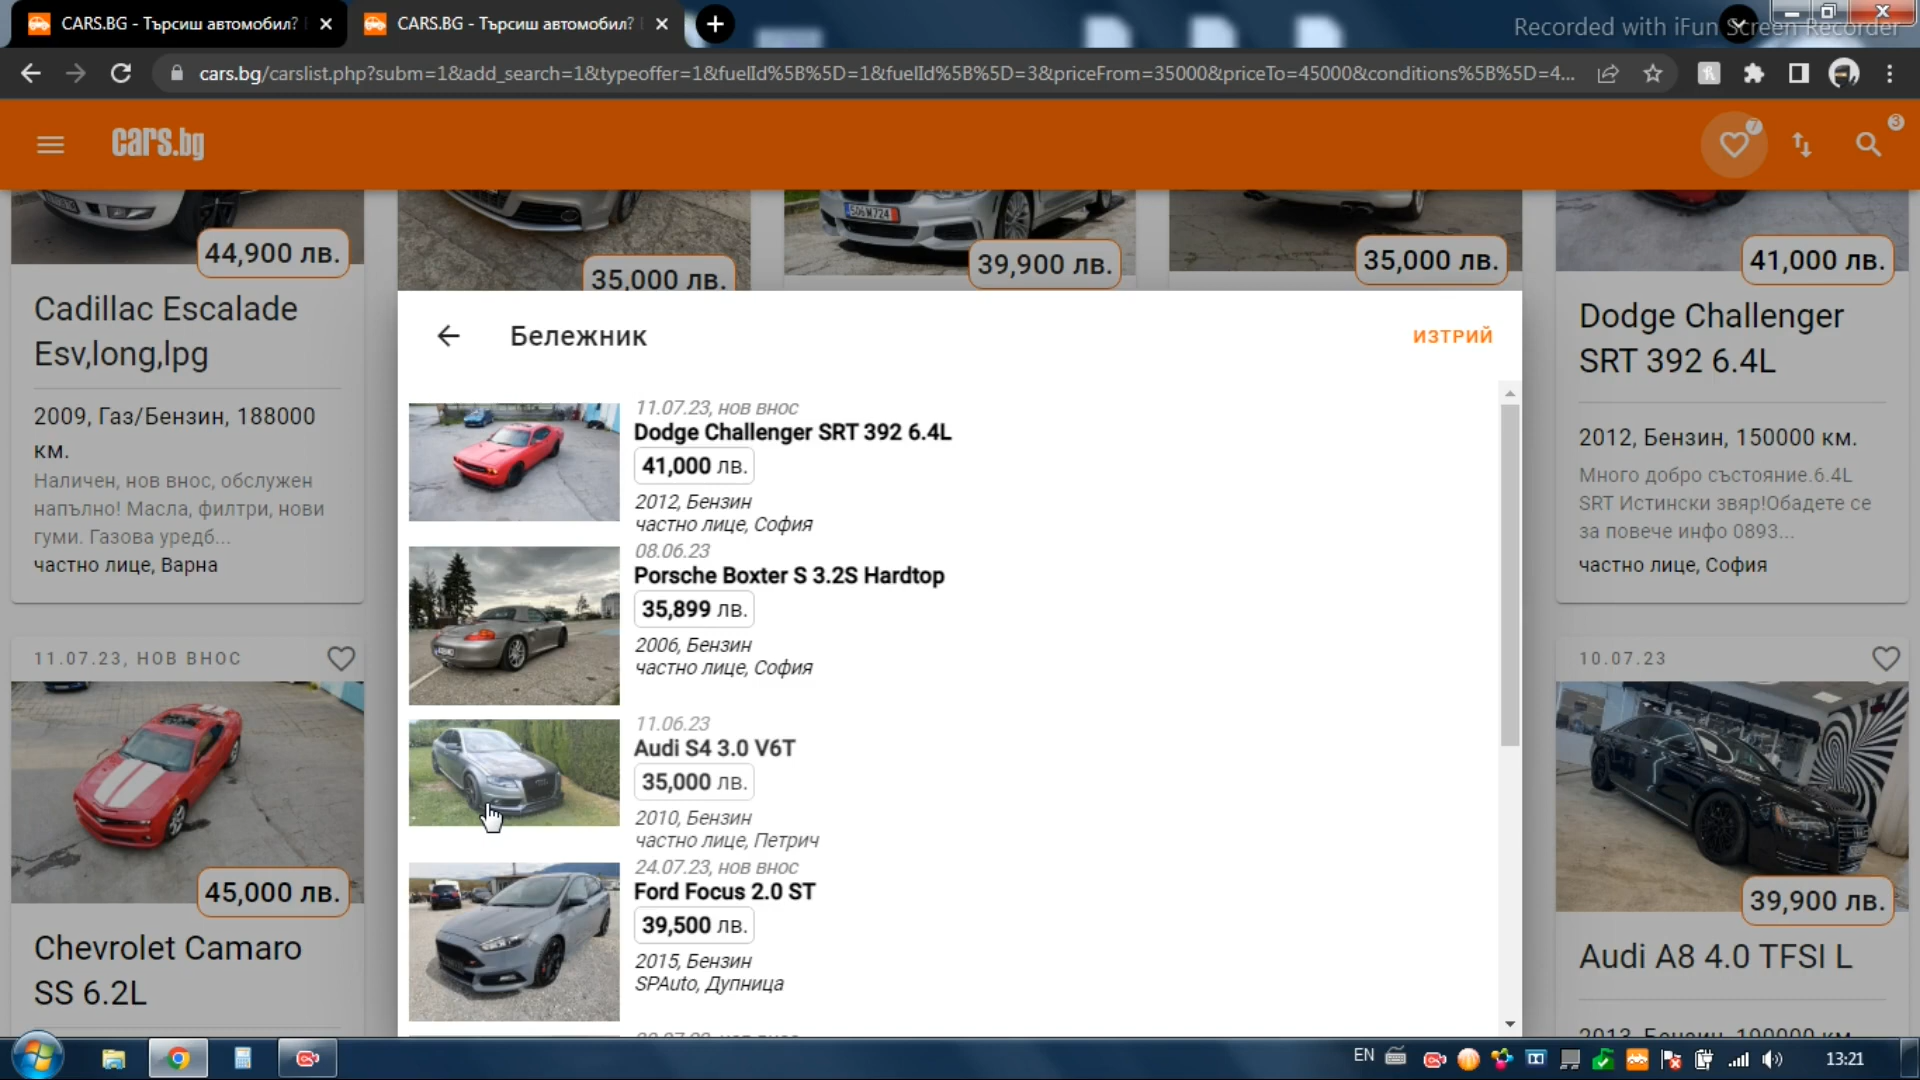 CARS.BG - Търсиш автомобил?
CARS.BG - Търсиш автомобил?
Recorded with iFun Screen Recorder
cars.bg/carslist.php?subm=1&add_search=1&typeoffer=1&fuelId%5B%5D=1&fuelId%5B%5D=3&priceFrom=35000&priceTo=45000&conditions%5B%5D=4...
cars.bg
7
3
44,900 лв.
35,000 лв.
39,900 лв.
35,000 лв.
41,000 лв.
Cadillac Escalade
Esv,long,lpg
2009, Газ/Бензин, 188000
км.
Наличен, нов внос, обслужен
напълно! Масла, филтри, нови
гуми. Газова уредб...
частно лице, Варна
11.07.23, НОВ ВНОС
45,000 лв.
Chevrolet Camaro
SS 6.2L
Бележник
ИЗТРИЙ
11.07.23, нов внос
Dodge Challenger SRT 392 6.4L
41,000 лв.
2012, Бензин
частно лице, София
08.06.23
Porsche Boxter S 3.2S Hardtop
35,899 лв.
2006, Бензин
частно лице, София
11.06.23
Audi S4 3.0 V6T
35,000 лв.
2010, Бензин
частно лице, Петрич
24.07.23, нов внос
Ford Focus 2.0 ST
39,500 лв.
2015, Бензин
SPAuto, Дупница
Dodge Challenger
SRT 392 6.4L
2012, Бензин, 150000 км.
Много добро състояние.6.4L
SRT Истински звяр!Обадете се
за повече инфо 0893...
частно лице, София
10.07.23
39,900 лв.
Audi A8 4.0 TFSI L
EN
13:21